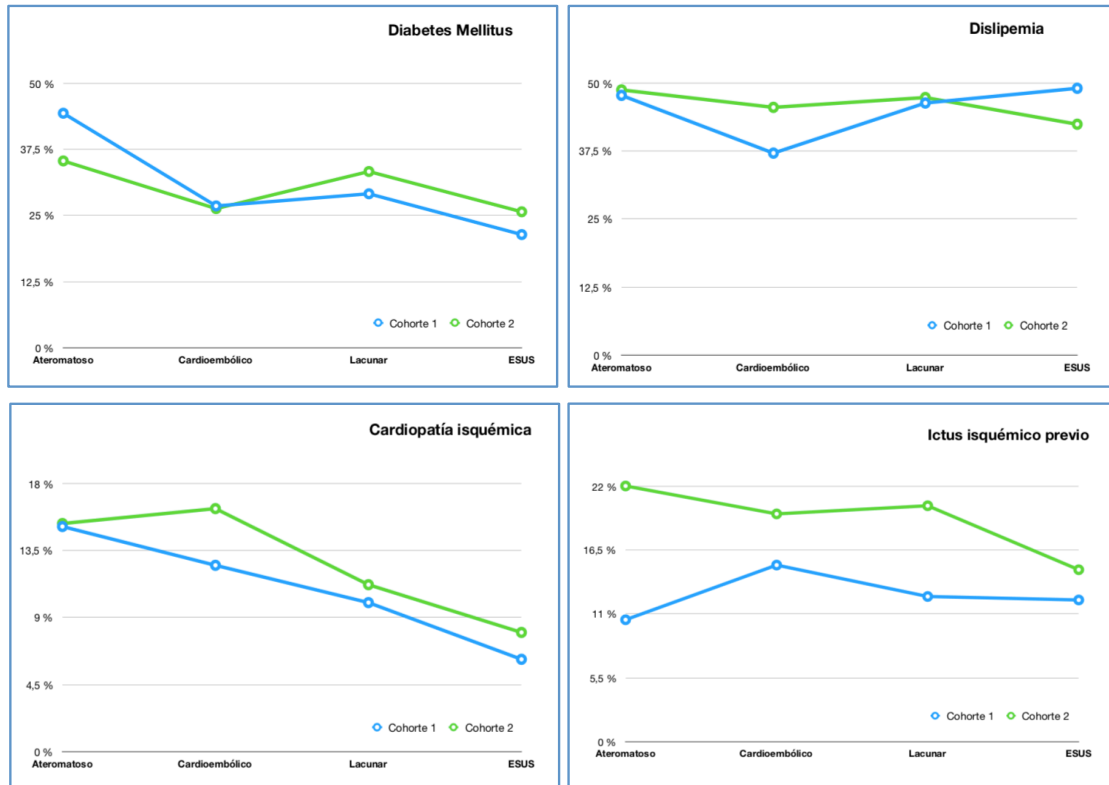 Diabetes Mellitus
50 %
37,5 %
25 %
12,5 %
0 %
Cohorte 1 Cohorte 2
Ateromatoso Cardioembólico Lacunar ESUS
Dislipemia
50 %
37,5 %
25 %
12,5 %
0 %
Cohorte 1 Cohorte 2
Ateromatoso Cardioembólico Lacunar ESUS
Cardiopatía isquémica
18 %
13,5 %
9 %
4,5 %
0 %
Cohorte 1 Cohorte 2
Ateromatoso Cardioembólico Lacunar ESUS
Ictus isquémico previo
22 %
16,5 %
11 %
5,5 %
0 %
Cohorte 1 Cohorte 2
Ateromatoso Cardioembólico Lacunar ESUS